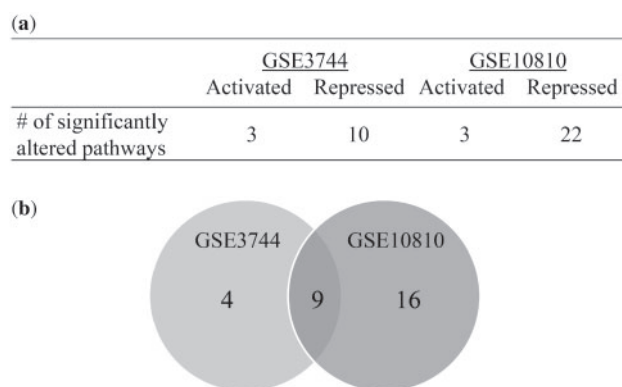 (a)
GSE3744 GSE10810
Activated Repressed Activated Repressed
# of significantly
altered pathways 3 10 3 22
(b)
GSE3744 GSE10810
4 9 16